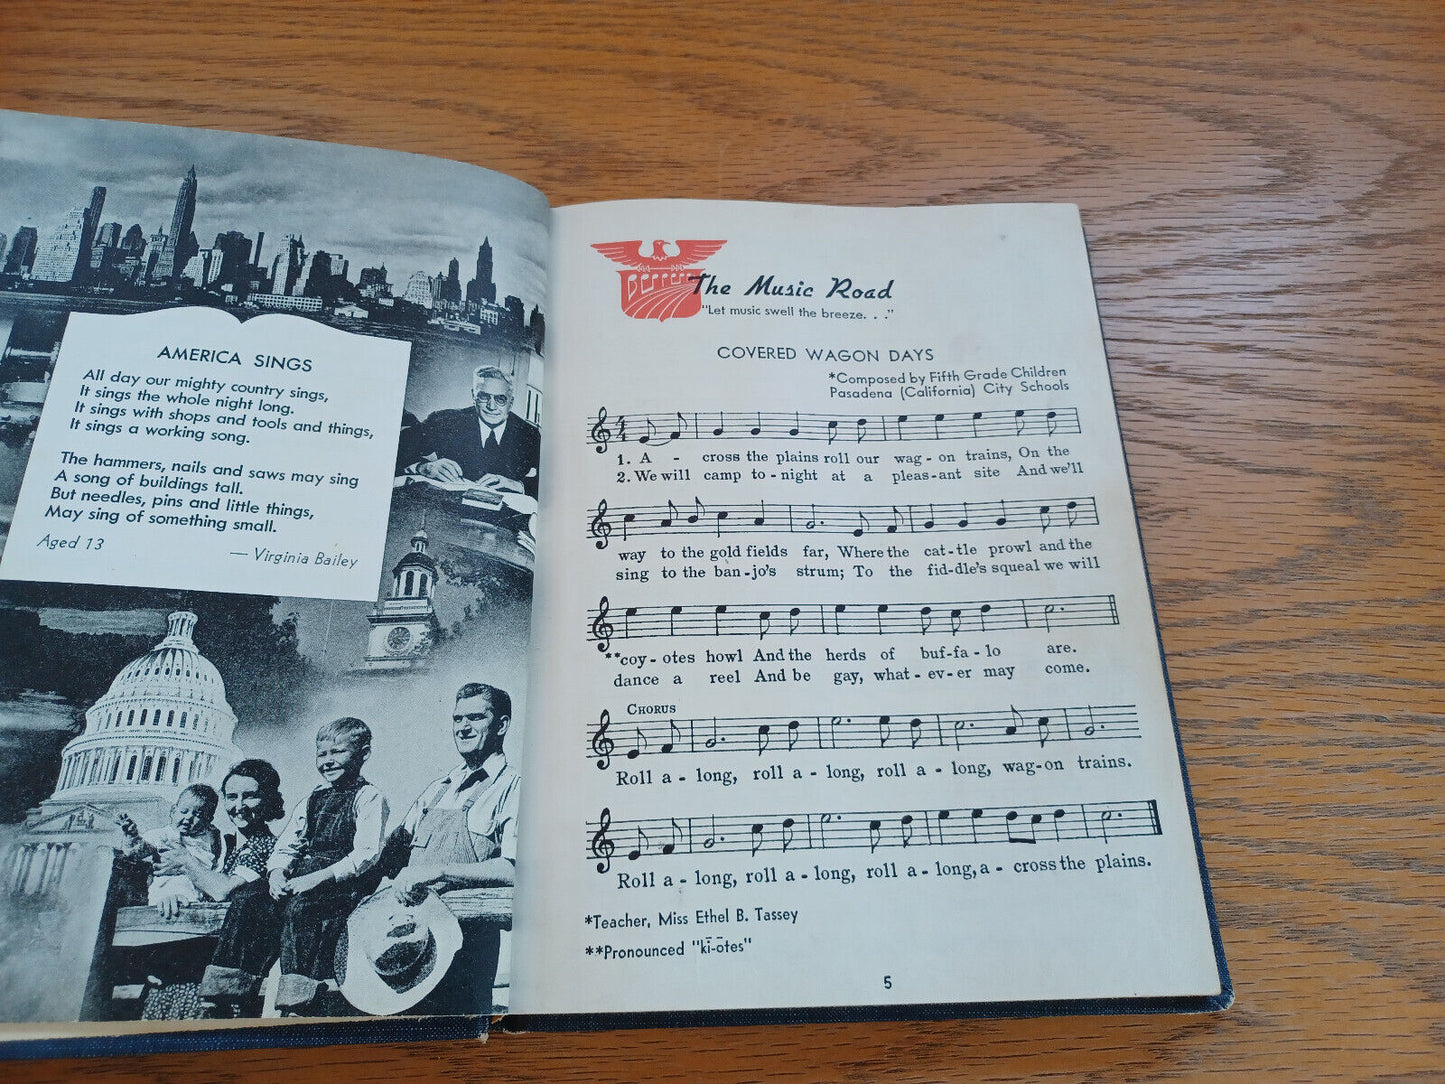 AMERICA SINGS
All day our mighty country sings,
It sings the whole night long.
It sings with shops and tools and things,
It sings a working song.
The hammers, nails and saws may sing
A song of buildings tall.
But needles, pins and little things,
May sing of something small.
Aged 13
— Virginia Bailey
The Music Road
"Let music swell the breeze. . ."
COVERED WAGON DAYS
*Composed by Fifth Grade Children
Pasadena (California) City Schools
4
4
1. A - cross the plains roll our wag - on trains, On the
2. We will camp to - night at a pleas - ant site And we'll
way to the gold fields far, Where the cat - tle prowl and the
sing to the ban - jo's strum; To the fid - dle's squeal we will
**coy - otes howl And the herds of buf - fa - lo are.
dance a reel And be gay, what - ev - er may come.
CHORUS
Roll a - long, roll a - long, roll a - long, wag - on trains.
Roll a - long, roll a - long, roll a - long, a - cross the plains.
*Teacher, Miss Ethel B. Tassey
**Pronounced "kī-ōtes"
5